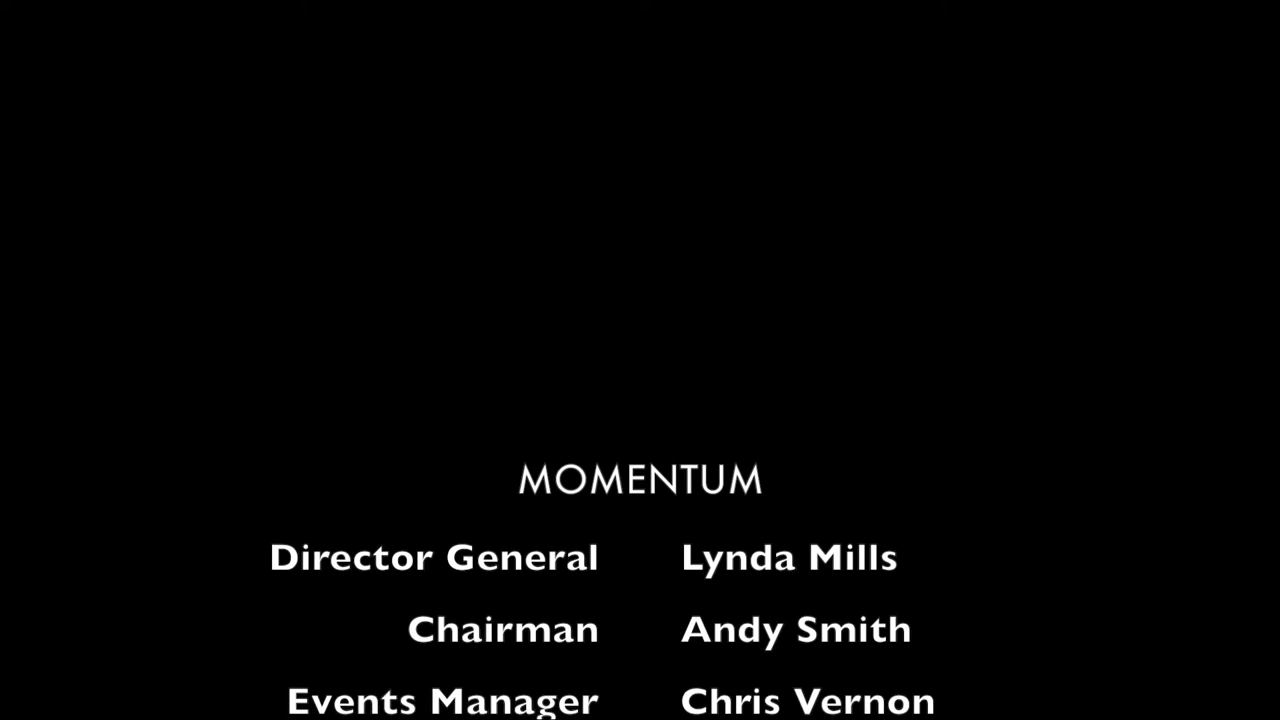 MOMENTUM
Director General Lynda Mills
Chairman Andy Smith
Events Manager Chris Vernon